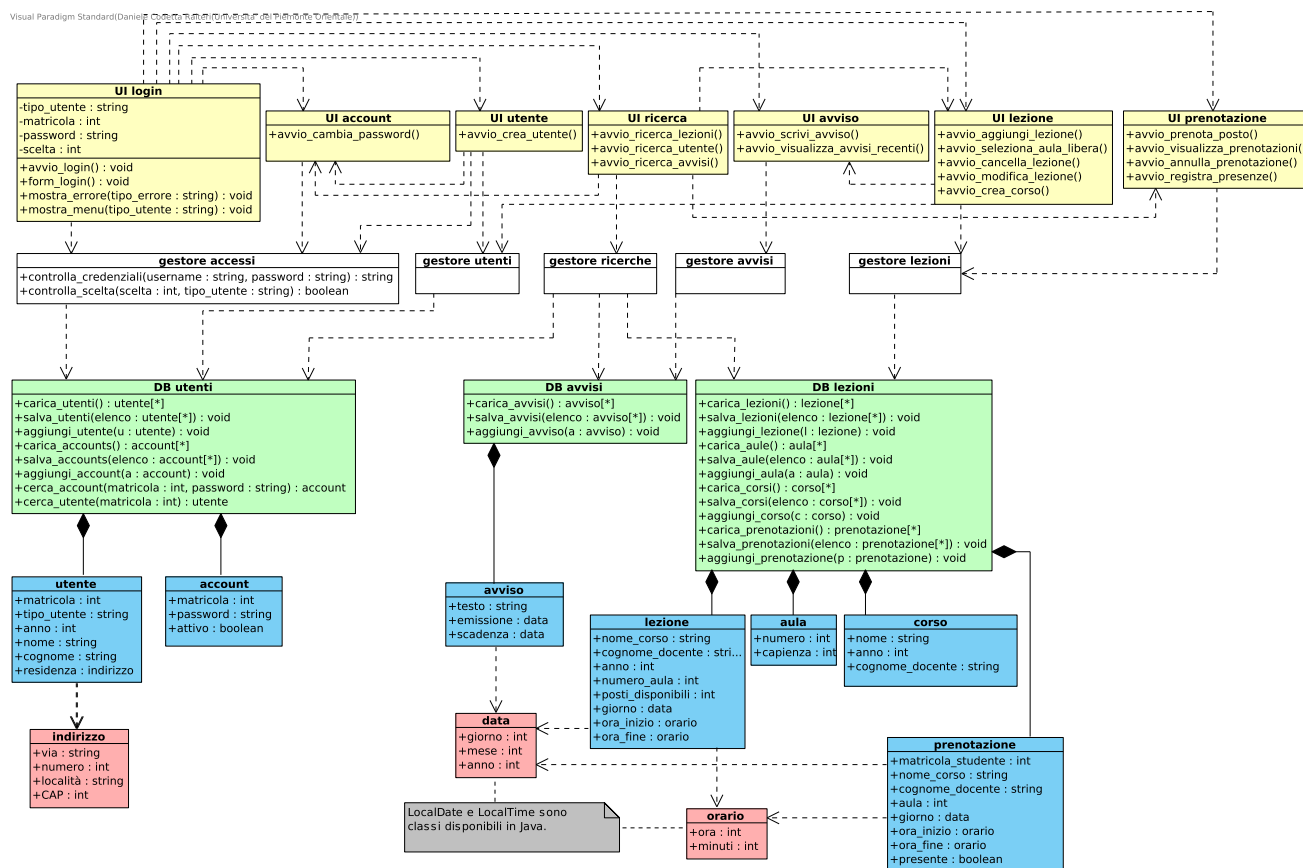 Visual Paradigm Standard(Daniele Codetta Raiteri(Universita' del Piemonte Orientale))
UI login
-tipo_utente : string
-matricola : int
-password : string
-scelta : int
+avvio_login() : void
+form_login() : void
+mostra_errore(tipo_errore : string) : void
+mostra_menu(tipo_utente : string) : void
UI account
+avvio_cambia_password()
UI utente
+avvio_crea_utente()
UI ricerca
+avvio_ricerca_lezioni()
+avvio_ricerca_utente()
+avvio_ricerca_avvisi()
UI avviso
+avvio_scrivi_avviso()
+avvio_visualizza_avvisi_recenti()
UI lezione
+avvio_aggiungi_lezione()
+avvio_seleziona_aula_libera()
+avvio_cancella_lezione()
+avvio_modifica_lezione()
+avvio_crea_corso()
UI prenotazione
+avvio_prenota_posto()
+avvio_visualizza_prenotazioni()
+avvio_annulla_prenotazione()
+avvio_registra_presenze()
gestore accessi
+controlla_credenziali(username : string, password : string) : string
+controlla_scelta(scelta : int, tipo_utente : string) : boolean
gestore utenti
gestore ricerche
gestore avvisi
gestore lezioni
DB utenti
+carica_utenti() : utente[*]
+salva_utenti(elenco : utente[*]) : void
+aggiungi_utente(u : utente) : void
+carica_accounts() : account[*]
+salva_accounts(elenco : account[*]) : void
+aggiungi_account(a : account) : void
+cerca_account(matricola : int, password : string) : account
+cerca_utente(matricola : int) : utente
DB avvisi
+carica_avvisi() : avviso[*]
+salva_avvisi(elenco : avviso[*]) : void
+aggiungi_avviso(a : avviso) : void
DB lezioni
+carica_lezioni() : lezione[*]
+salva_lezioni(elenco : lezione[*]) : void
+aggiungi_lezione(l : lezione) : void
+carica_aule() : aula[*]
+salva_aule(elenco : aula[*]) : void
+aggiungi_aula(a : aula) : void
+carica_corsi() : corso[*]
+salva_corsi(elenco : corso[*]) : void
+aggiungi_corso(c : corso) : void
+carica_prenotazioni() : prenotazione[*]
+salva_prenotazioni(elenco : prenotazione[*]) : void
+aggiungi_prenotazione(p : prenotazione) : void
utente
+matricola : int
+tipo_utente : string
+anno : int
+nome : string
+cognome : string
+residenza : indirizzo
account
+matricola : int
+password : string
+attivo : boolean
avviso
+testo : string
+emissione : data
+scadenza : data
lezione
+nome_corso : string
+cognome_docente : stri...
+anno : int
+numero_aula : int
+posti_disponibili : int
+giorno : data
+ora_inizio : orario
+ora_fine : orario
aula
+numero : int
+capienza : int
corso
+nome : string
+anno : int
+cognome_docente : string
indirizzo
+via : string
+numero : int
+località : string
+CAP : int
data
+giorno : int
+mese : int
+anno : int
prenotazione
+matricola_studente : int
+nome_corso : string
+cognome_docente : string
+aula : int
+giorno : data
+ora_inizio : orario
+ora_fine : orario
+presente : boolean
LocalDate e LocalTime sono
classi disponibili in Java.
orario
+ora : int
+minuti : int